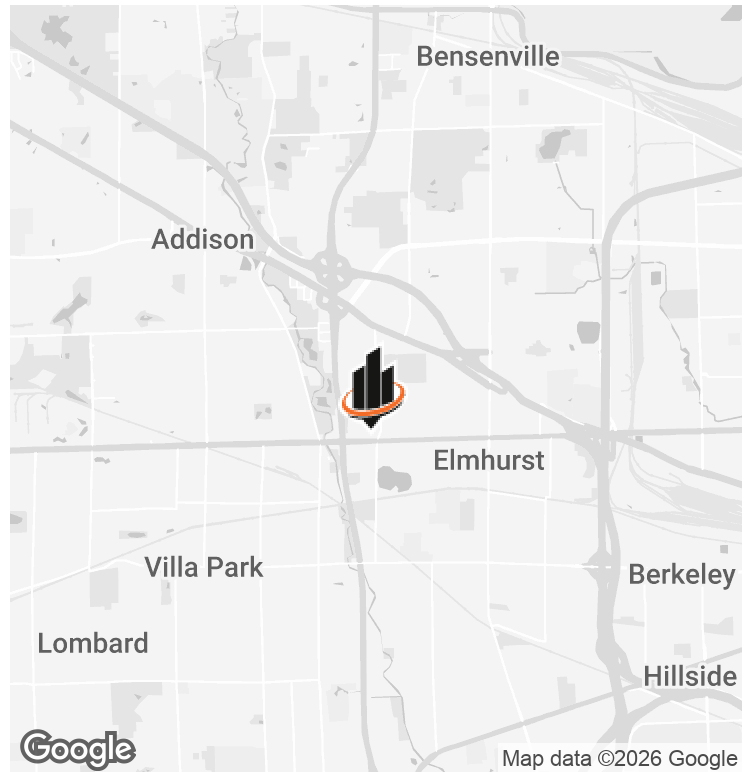 Bensenville
Addison
Elmhurst
Villa Park
Berkeley
Lombard
Hillside
Google
Map data ©2026 Google